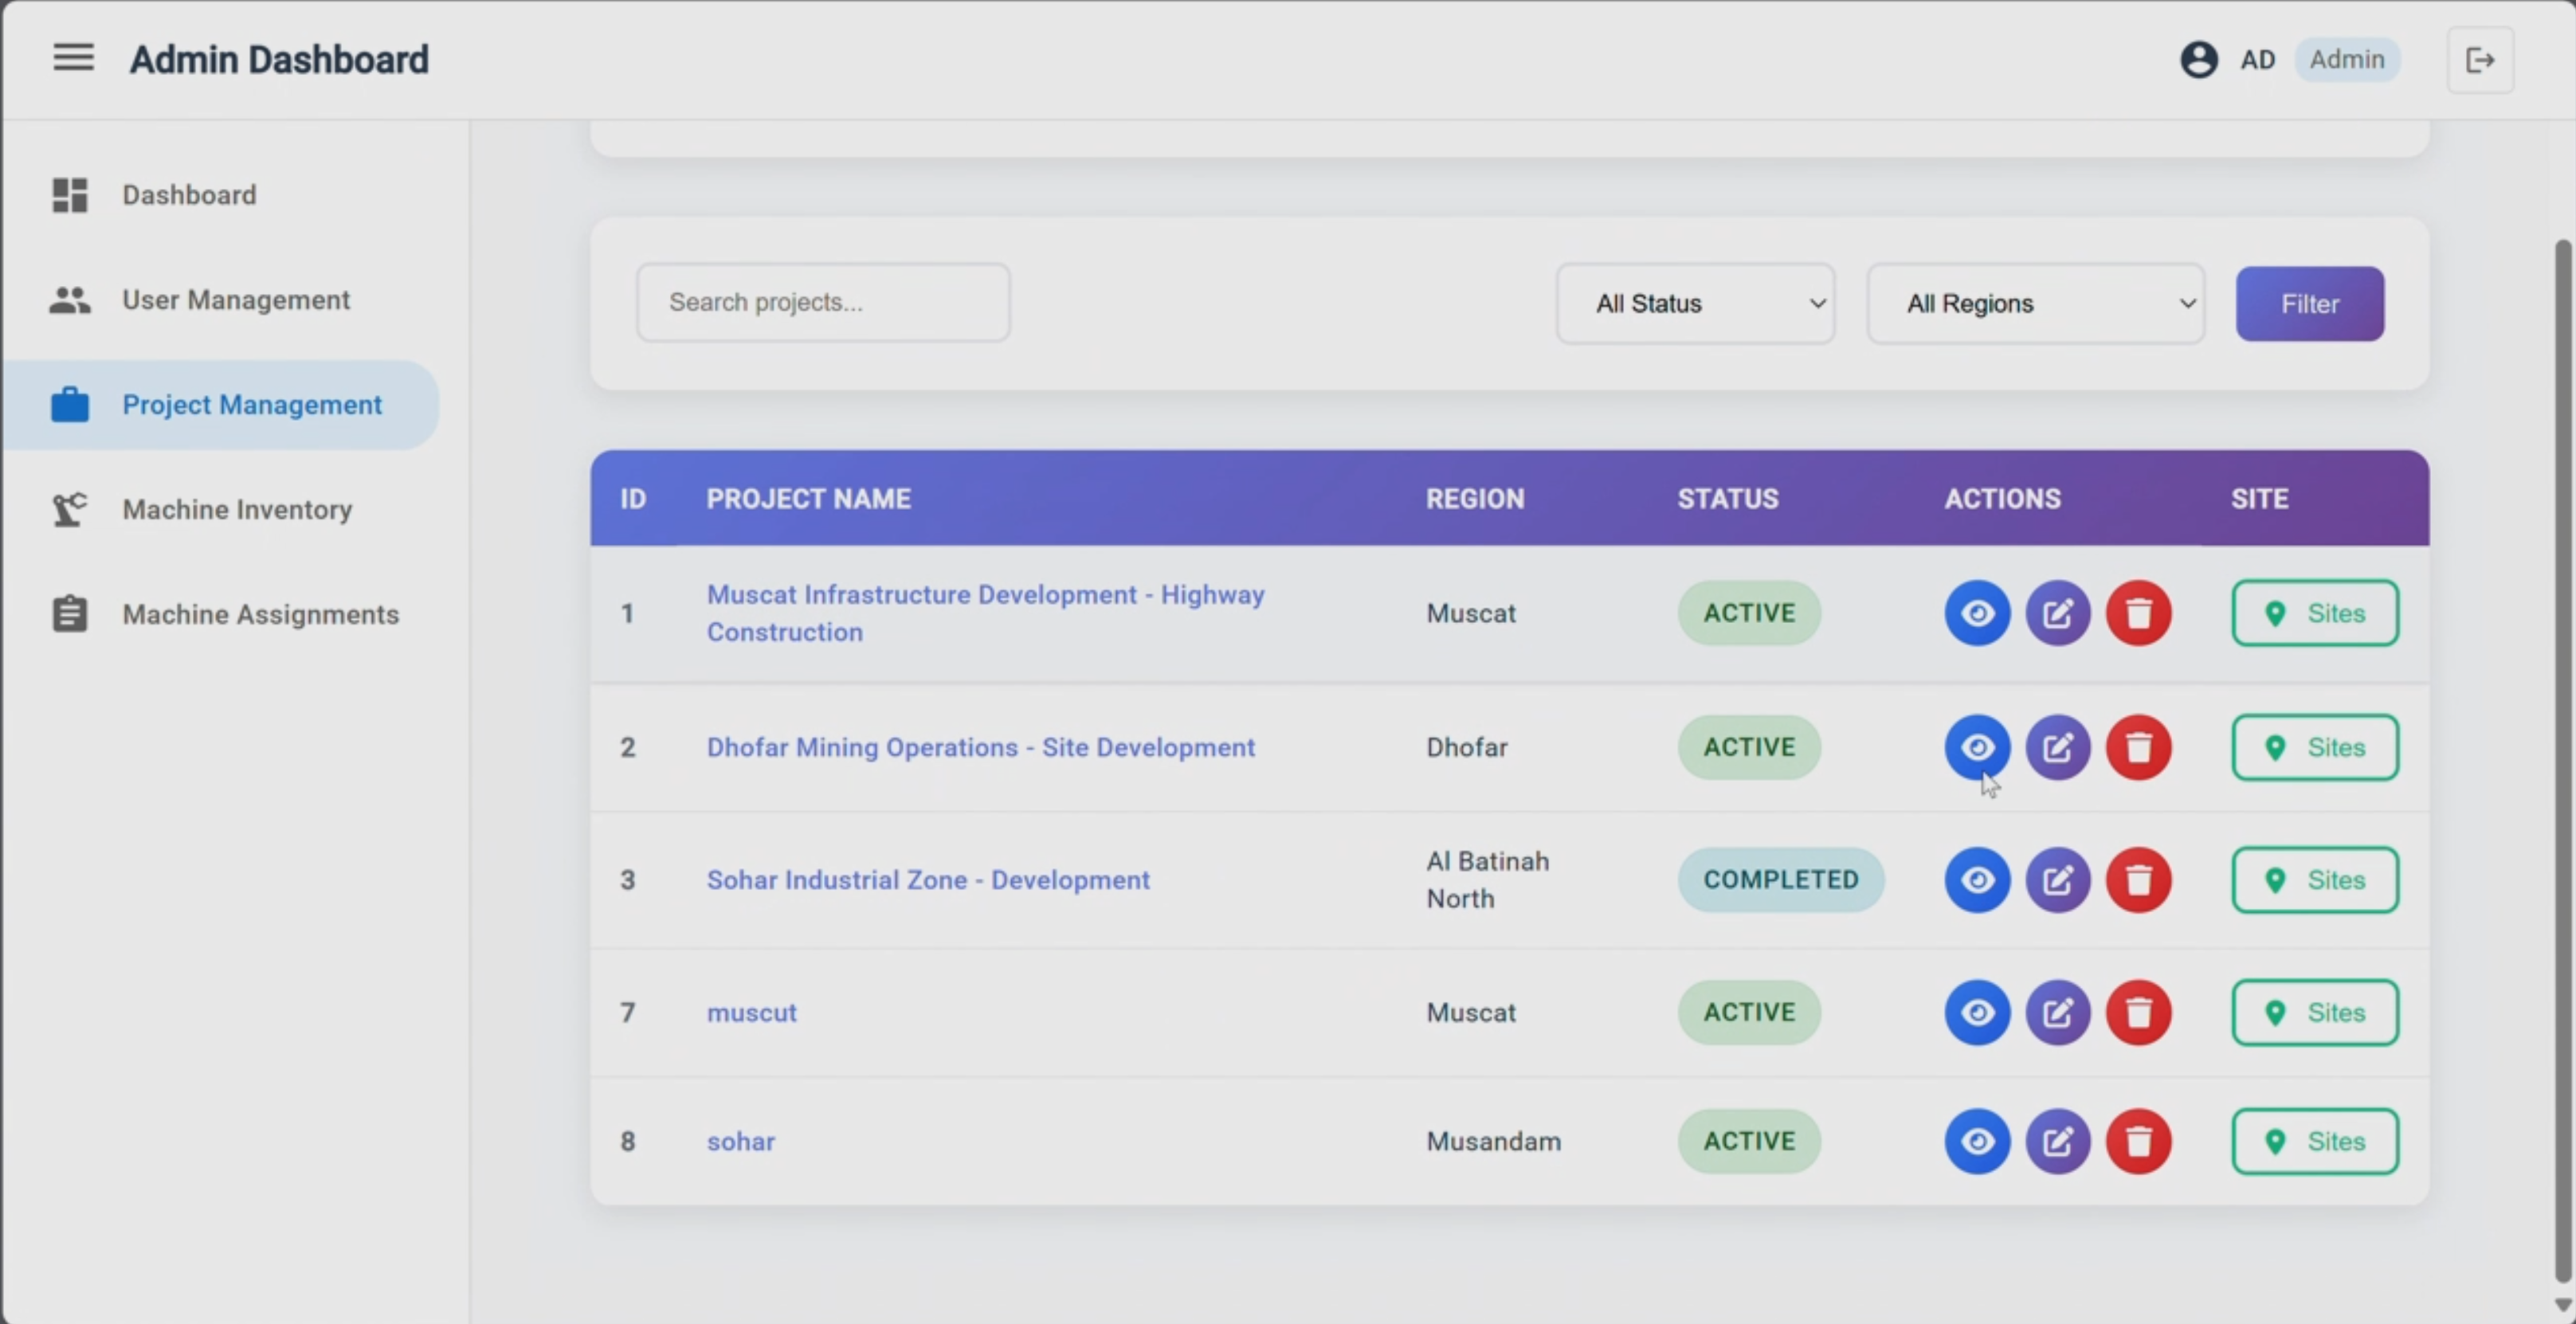 Admin Dashboard
AD
Admin
Dashboard
User Management
Project Management
Machine Inventory
Machine Assignments
Search projects...
All Status
All Regions
Filter
ID PROJECT NAME REGION STATUS ACTIONS SITE
1 Muscat Infrastructure Development - Highway
Construction
Muscat ACTIVE Sites
2 Dhofar Mining Operations - Site Development Dhofar ACTIVE Sites
3 Sohar Industrial Zone - Development Al Batinah
North
COMPLETED Sites
7 muscut Muscat ACTIVE Sites
8 sohar Musandam ACTIVE Sites